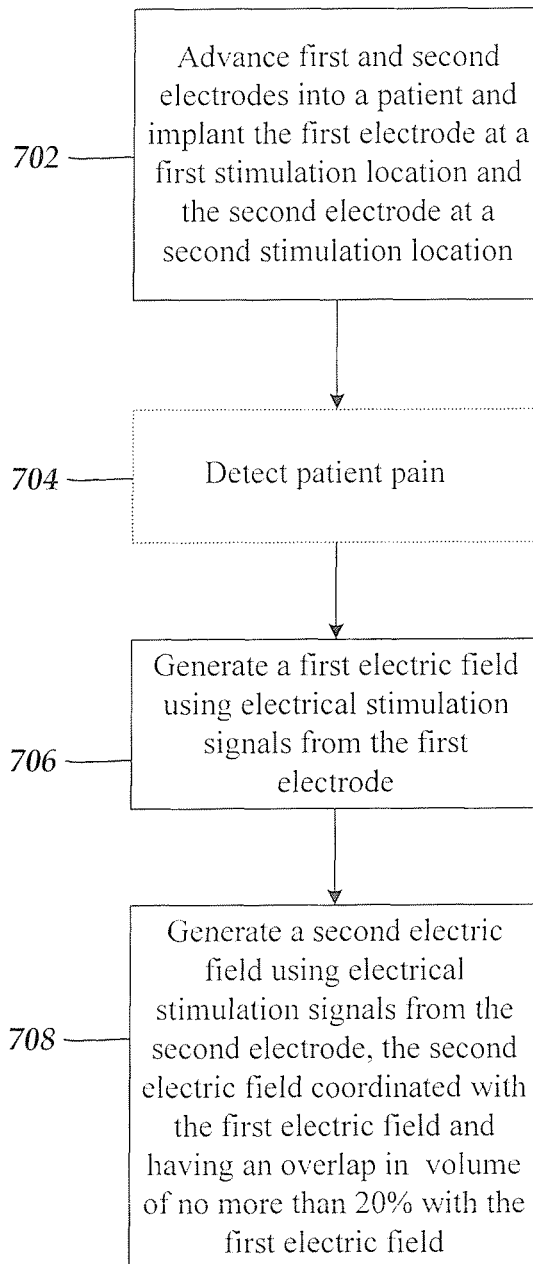 Advance first and second
electrodes into a patient and
implant the first electrode at a
first stimulation location and
the second electrode at a
second stimulation location
702
Detect patient pain
704
Generate a first electric field
using electrical stimulation
signals from the first
electrode
706
Generate a second electric
field using electrical
stimulation signals from the
second electrode, the second
electric field coordinated with
the first electric field and
having an overlap in volume
of no more than 20% with the
first electric field
708